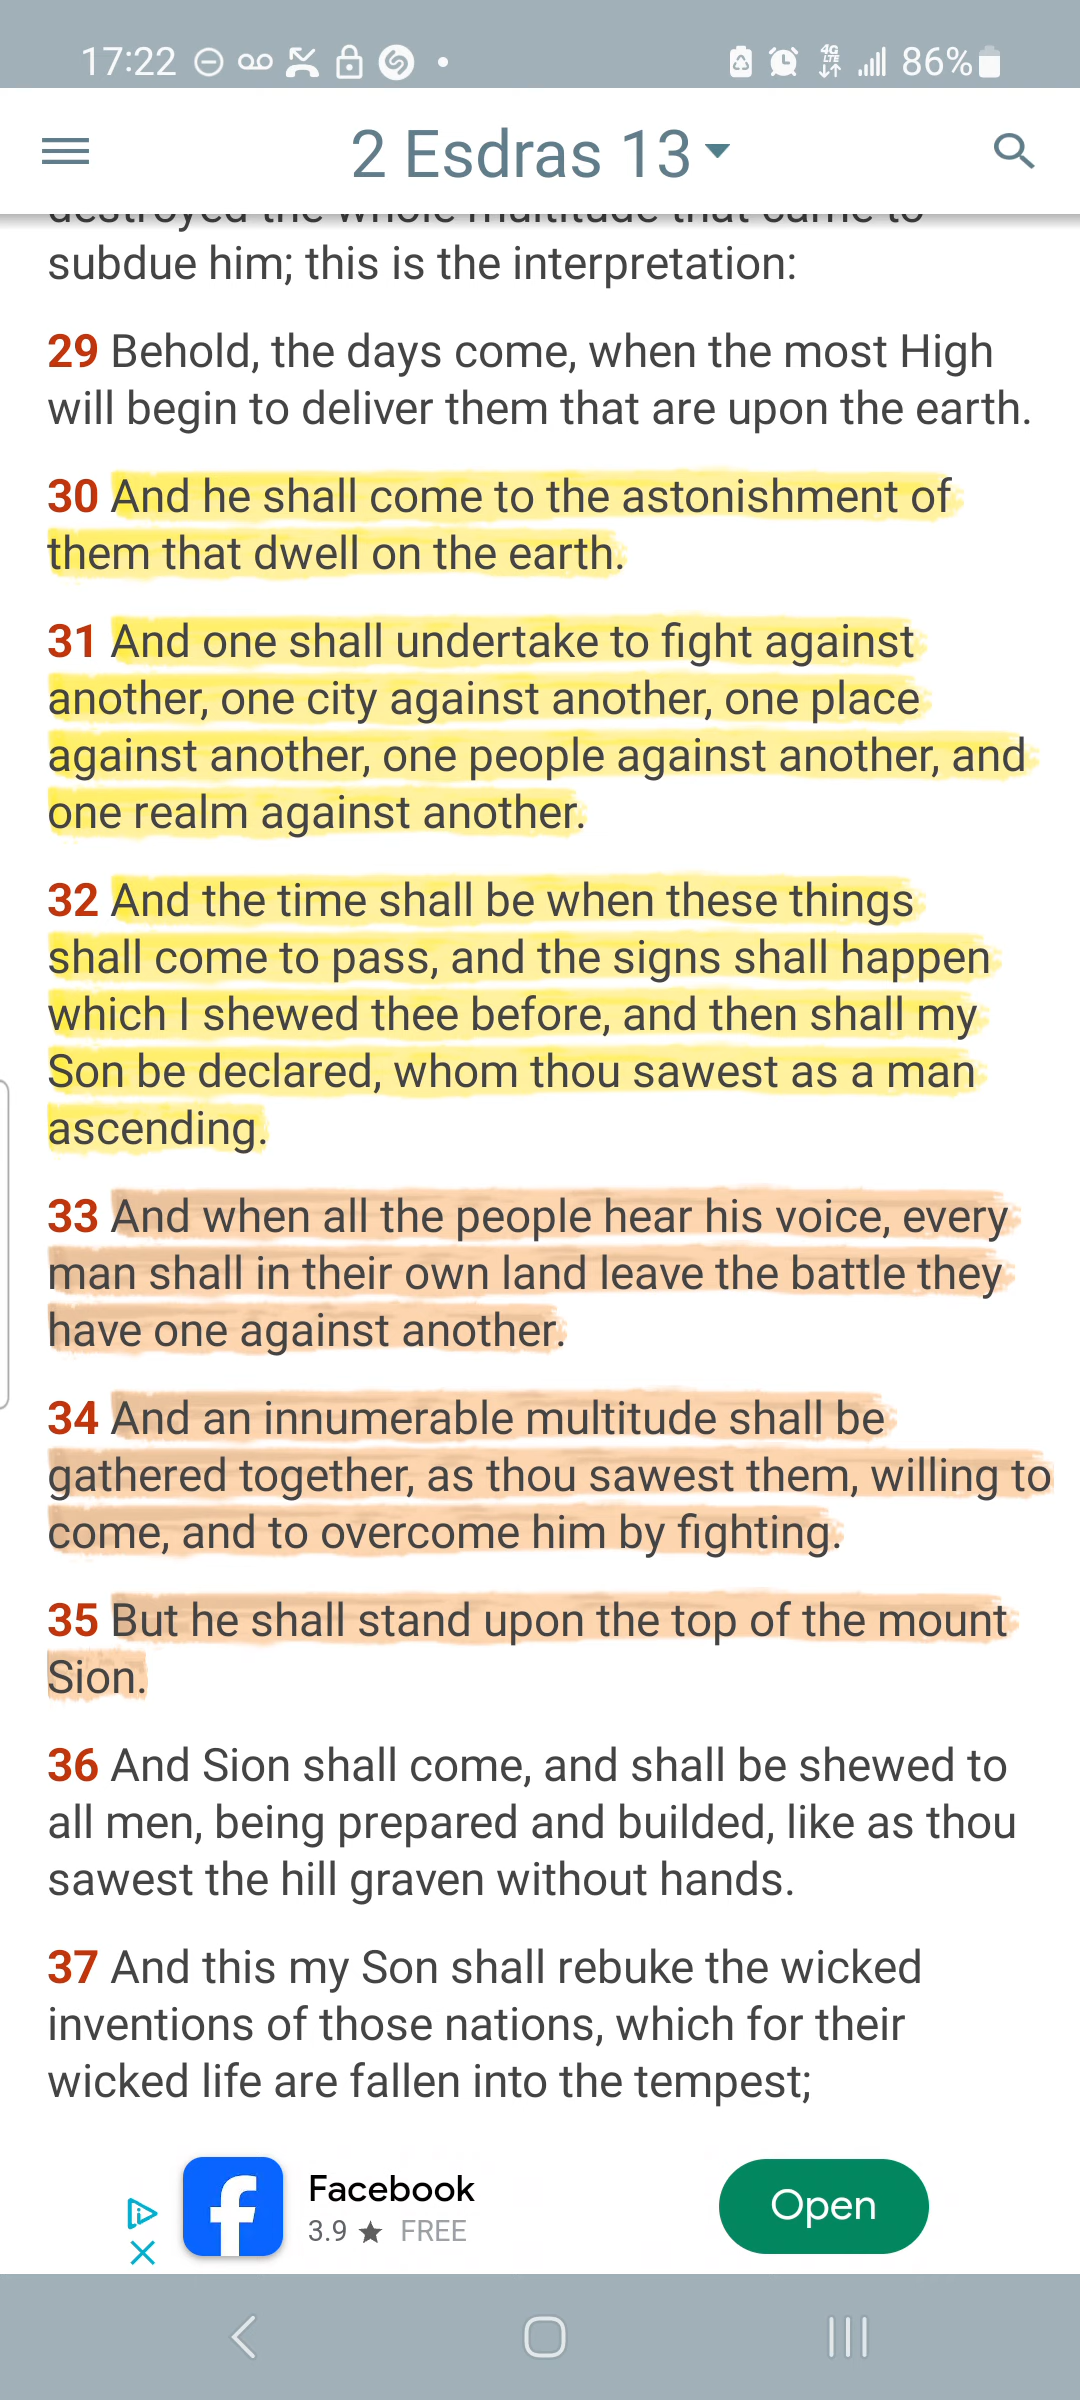 17:22
4G
LTE
86%
2 Esdras 13
destroyed the whole multitude that came to
subdue him; this is the interpretation:
29 Behold, the days come, when the most High
will begin to deliver them that are upon the earth.
30 And he shall come to the astonishment of
them that dwell on the earth.
31 And one shall undertake to fight against
another, one city against another, one place
against another, one people against another, and
one realm against another.
32 And the time shall be when these things
shall come to pass, and the signs shall happen
which I shewed thee before, and then shall my
Son be declared, whom thou sawest as a man
ascending.
33 And when all the people hear his voice, every
man shall in their own land leave the battle they
have one against another.
34 And an innumerable multitude shall be
gathered together, as thou sawest them, willing to
come, and to overcome him by fighting.
35 But he shall stand upon the top of the mount
Sion.
36 And Sion shall come, and shall be shewed to
all men, being prepared and builded, like as thou
sawest the hill graven without hands.
37 And this my Son shall rebuke the wicked
inventions of those nations, which for their
wicked life are fallen into the tempest;
Facebook
3.9 ★ FREE
Open